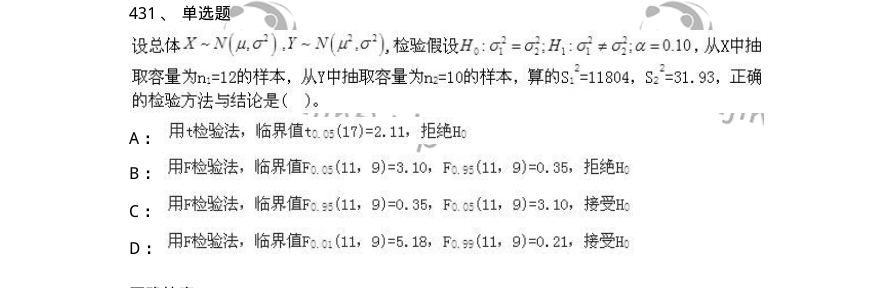 431 、 单选题
设总体X ~ N(μ,σ²) ,Y ~ N(μ²,σ²),检验假设H₀ : σ₁² = σ₂²; H₁ : σ₁² ≠ σ₂²; α = 0.10，从X中抽
取容量为n₁=12的样本，从Y中抽取容量为n₂=10的样本，算的S₁²=11804，S₂²=31.93，正确
的检验方法与结论是( )。
A： 用t检验法，临界值t₀.₀₅(17)=2.11，拒绝H₀
B： 用F检验法，临界值F₀.₀₅(11，9)=3.10，F₀.₉₅(11，9)=0.35，拒绝H₀
C： 用F检验法，临界值F₀.₉₅(11，9)=0.35，F₀.₀₅(11，9)=3.10，接受H₀
D： 用F检验法，临界值F₀.₀₁(11，9)=5.18，F₀.₉₉(11，9)=0.21，接受H₀